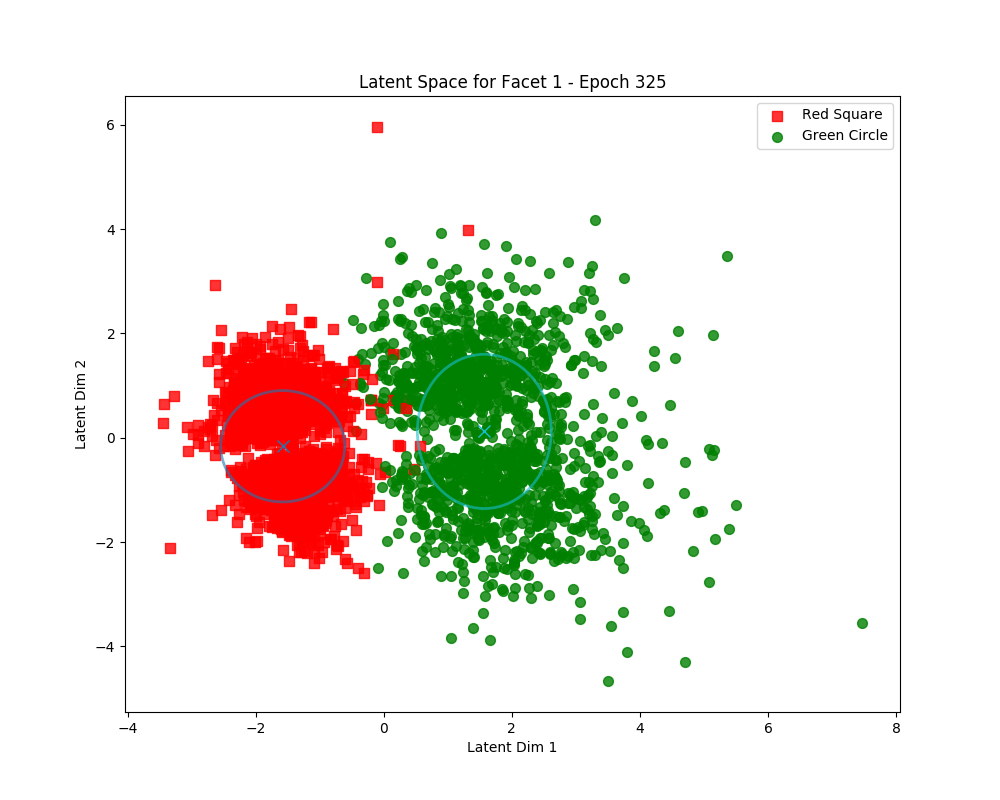 Latent Space for Facet 1 - Epoch 325
Red Square
Green Circle
6
4
2
0
−2
−4
Latent Dim 2
−4
−2
0
2
4
6
8
Latent Dim 1